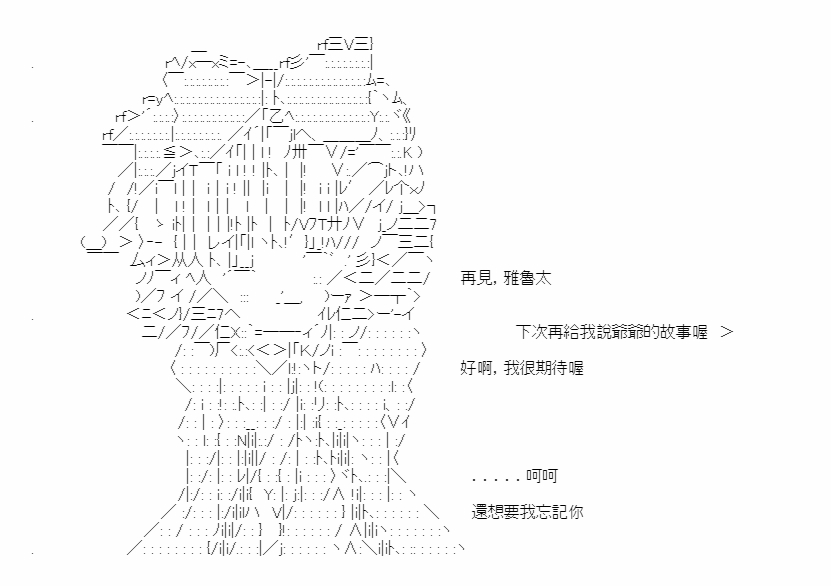 再見，雅魯太
下次再給我說爺爺的故事喔　＞
好啊，我很期待喔
．．．．．呵呵
還想要我忘記你